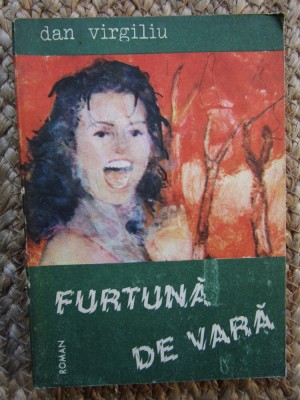 dan virgiliu
FURTUNĂ
DE VARĂ
ROMAN